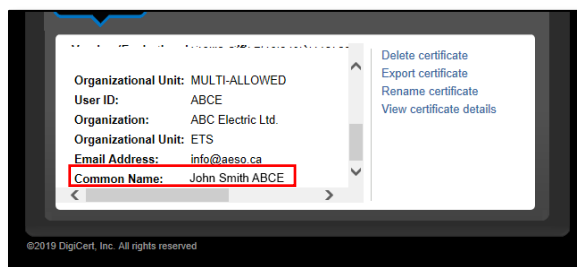 Delete certificate
Export certificate
Rename certificate
View certificate details
Organizational Unit: MULTI-ALLOWED
User ID: ABCE
Organization: ABC Electric Ltd.
Organizational Unit: ETS
Email Address: info@aeso.ca
Common Name: John Smith ABCE
©2019 DigiCert, Inc. All rights reserved